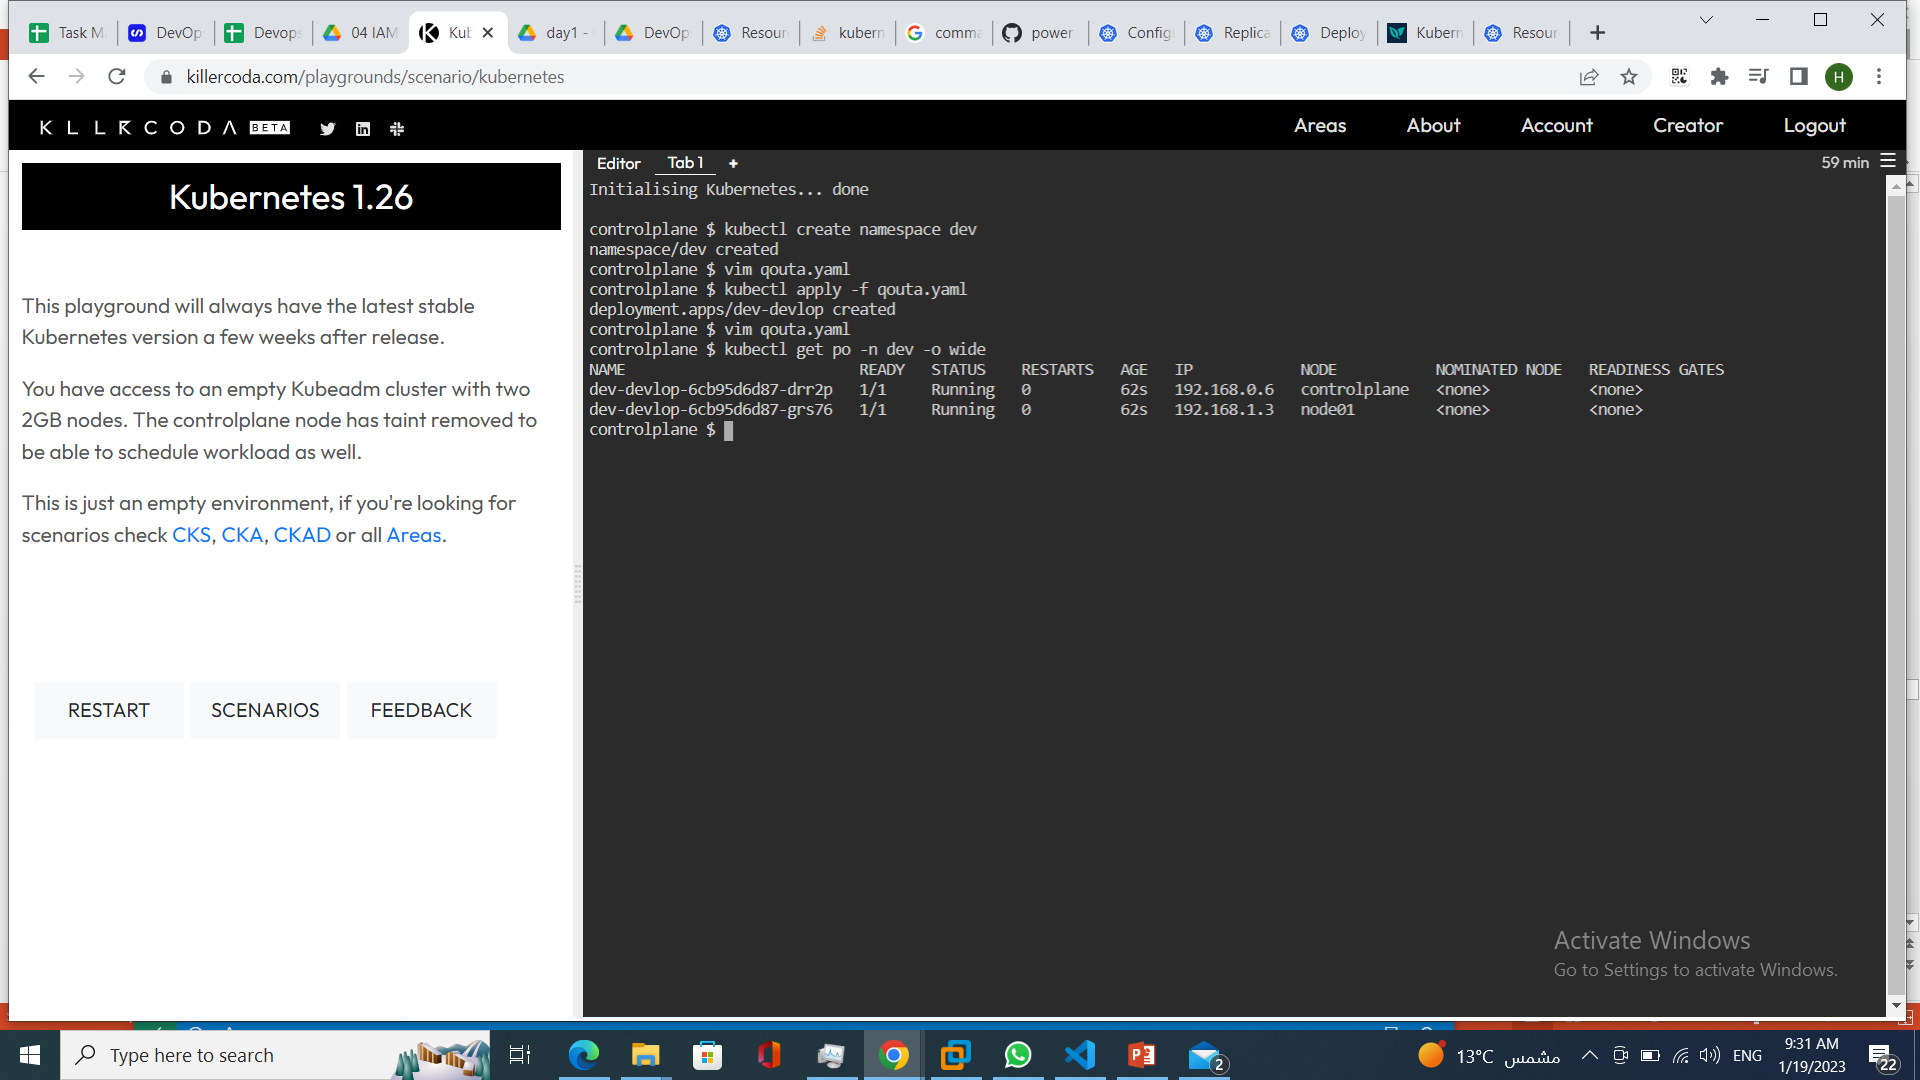 Task M
DevOp
Devops
04 IAM
Kub
day1 -
DevOp
Resour
kubern
comma
power
Config
Replica
Deploy
Kubern
Resour
killercoda.com/playgrounds/scenario/kubernetes
H
KLLRCODA BETA
Areas
About
Account
Creator
Logout
Kubernetes 1.26
This playground will always have the latest stable
Kubernetes version a few weeks after release.
You have access to an empty Kubeadm cluster with two
2GB nodes. The controlplane node has taint removed to
be able to schedule workload as well.
This is just an empty environment, if you're looking for
scenarios check CKS, CKA, CKAD or all Areas.
RESTART
SCENARIOS
FEEDBACK
Editor Tab 1 +
59 min
Initialising Kubernetes... done
controlplane $ kubectl create namespace dev
namespace/dev created
controlplane $ vim qouta.yaml
controlplane $ kubectl apply -f qouta.yaml
deployment.apps/dev-devlop created
controlplane $ vim qouta.yaml
controlplane $ kubectl get po -n dev -o wide
NAME READY STATUS RESTARTS AGE IP NODE NOMINATED NODE READINESS GATES
dev-devlop-6cb95d6d87-drr2p 1/1 Running 0 62s 192.168.0.6 controlplane <none> <none>
dev-devlop-6cb95d6d87-grs76 1/1 Running 0 62s 192.168.1.3 node01 <none> <none>
controlplane $
Activate Windows
Go to Settings to activate Windows.
Type here to search
2
13°C مشمس
ENG
9:31 AM
1/19/2023
22